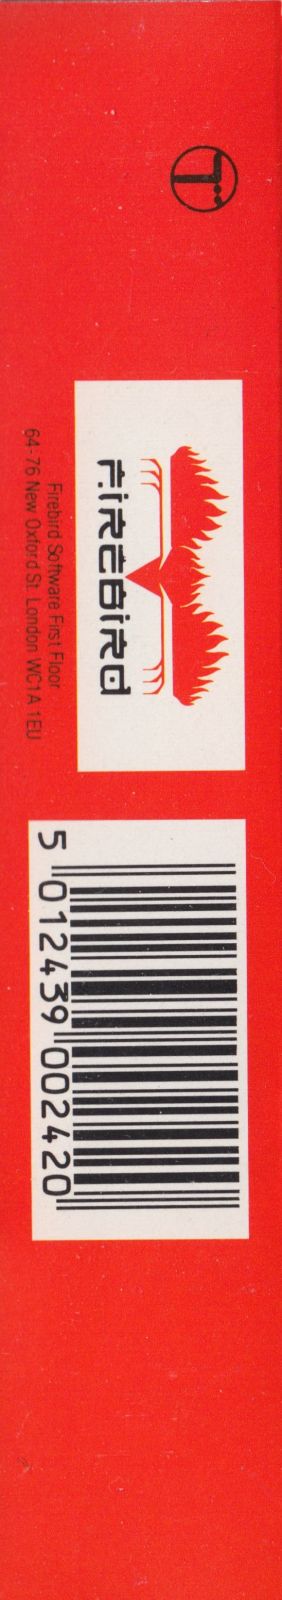 T
FIREBIRD
Firebird Software First Floor
64-76 New Oxford St. London WC1A 1EU
5 012439 002420